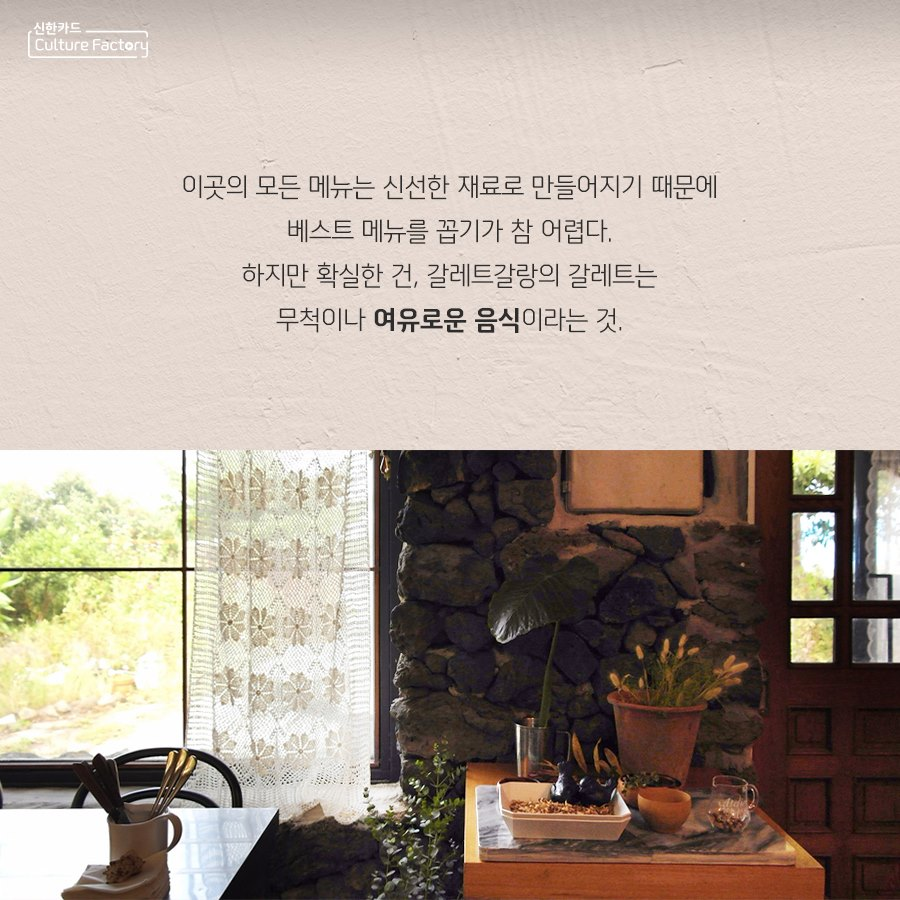 신한카드
Culture Factory
이곳의 모든 메뉴는 신선한 재료로 만들어지기 때문에
베스트 메뉴를 꼽기가 참 어렵다.
하지만 확실한 건, 갈레트갈랑의 갈레트는
무척이나 여유로운 음식이라는 것.